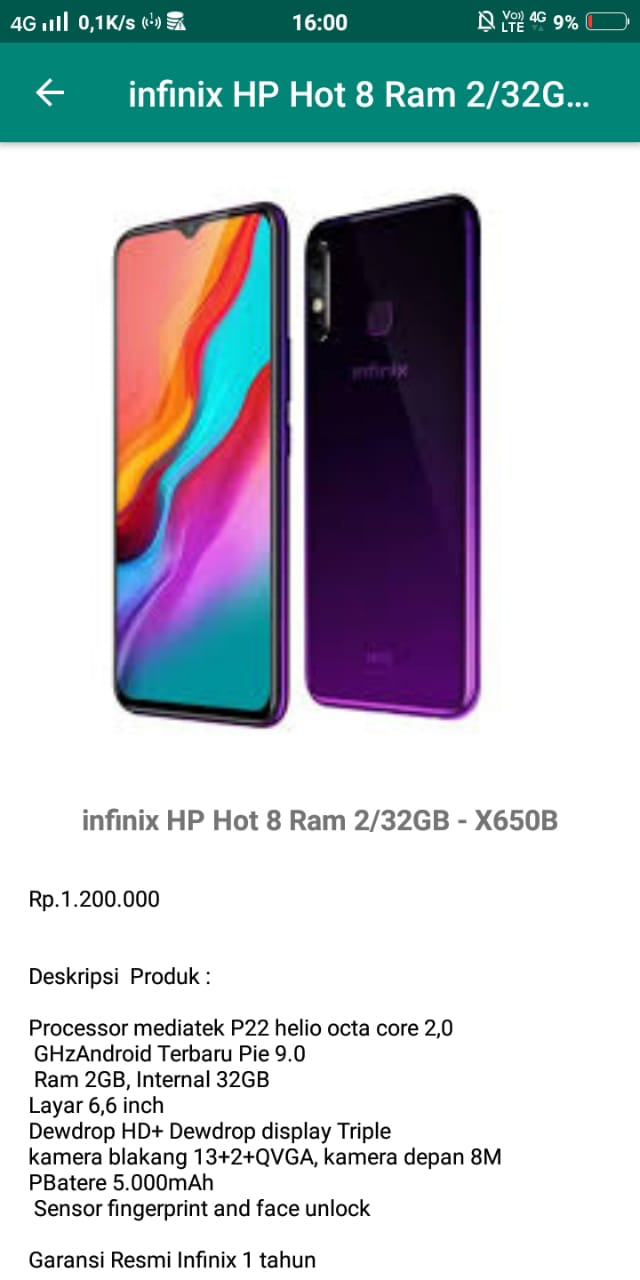 4G 0,1K/s 16:00 Vo) LTE 4G 9%
infinix HP Hot 8 Ram 2/32G...
infinix
infinix HP Hot 8 Ram 2/32GB - X650B
Rp.1.200.000
Deskripsi Produk :
Processor mediatek P22 helio octa core 2,0
GHzAndroid Terbaru Pie 9.0
Ram 2GB, Internal 32GB
Layar 6,6 inch
Dewdrop HD+ Dewdrop display Triple
kamera blakang 13+2+QVGA, kamera depan 8M
PBatere 5.000mAh
Sensor fingerprint and face unlock
Garansi Resmi Infinix 1 tahun